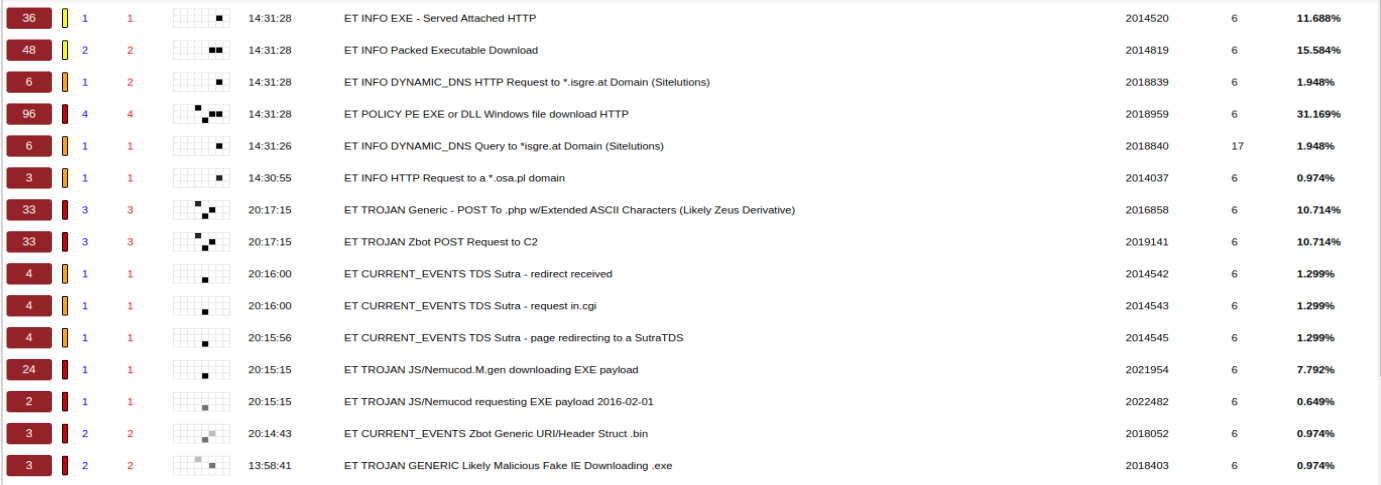 36 1 1 14:31:28 ET INFO EXE - Served Attached HTTP 2014520 6 11.688%
48 2 2 14:31:28 ET INFO Packed Executable Download 2014819 6 15.584%
6 1 2 14:31:28 ET INFO DYNAMIC_DNS HTTP Request to *.isgre.at Domain (Sitelutions) 2018839 6 1.948%
96 4 4 14:31:28 ET POLICY PE EXE or DLL Windows file download HTTP 2018959 6 31.169%
6 1 1 14:31:26 ET INFO DYNAMIC_DNS Query to *isgre.at Domain (Sitelutions) 2018840 17 1.948%
3 1 1 14:30:55 ET INFO HTTP Request to a *.osa.pl domain 2014037 6 0.974%
33 3 3 20:17:15 ET TROJAN Generic - POST To .php w/Extended ASCII Characters (Likely Zeus Derivative) 2016858 6 10.714%
33 3 3 20:17:15 ET TROJAN Zbot POST Request to C2 2019141 6 10.714%
4 1 1 20:16:00 ET CURRENT_EVENTS TDS Sutra - redirect received 2014542 6 1.299%
4 1 1 20:16:00 ET CURRENT_EVENTS TDS Sutra - request in.cgi 2014543 6 1.299%
4 1 1 20:15:56 ET CURRENT_EVENTS TDS Sutra - page redirecting to a SutraTDS 2014545 6 1.299%
24 1 1 20:15:15 ET TROJAN JS/Nemucod.M.gen downloading EXE payload 2021954 6 7.792%
2 1 1 20:15:15 ET TROJAN JS/Nemucod requesting EXE payload 2016-02-01 2022482 6 0.649%
3 2 2 20:14:43 ET CURRENT_EVENTS Zbot Generic URI/Header Struct .bin 2018052 6 0.974%
3 2 2 13:58:41 ET TROJAN GENERIC Likely Malicious Fake IE Downloading .exe 2018403 6 0.974%